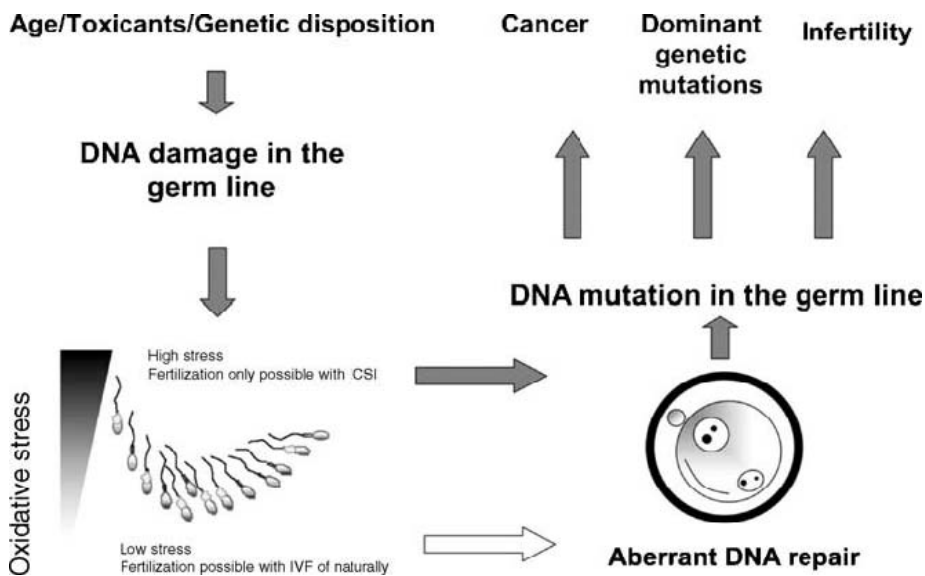 Age/Toxicants/Genetic disposition
DNA damage in the
germ line
Cancer
Dominant
genetic
mutations
Infertility
DNA mutation in the germ line
Oxidative stress
High stress
Fertilization only possible with CSI
Low stress
Fertilization possible with IVF of naturally
Aberrant DNA repair